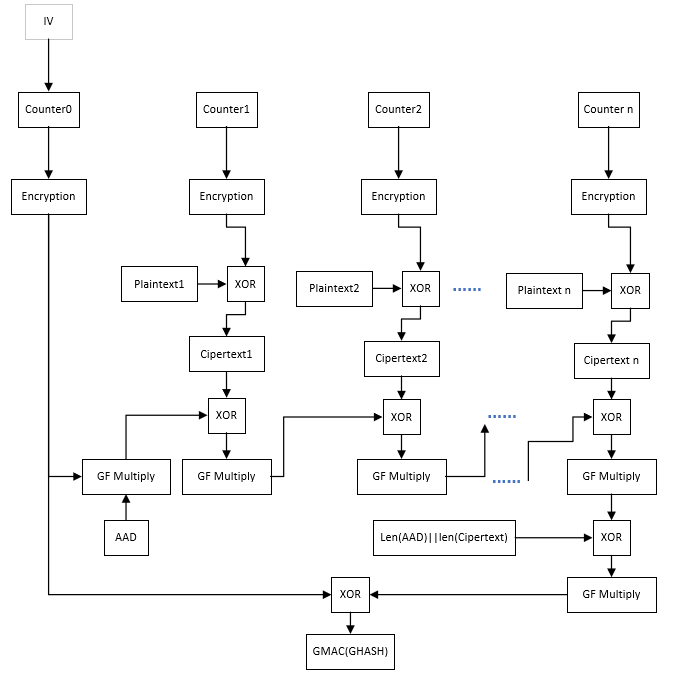 IV
Counter0
Counter1
Counter2
Counter n
Encryption
Encryption
Encryption
Encryption
Plaintext1
XOR
Plaintext2
XOR
......
Plaintext n
XOR
Cipertext1
Cipertext2
Cipertext n
XOR
XOR
......
XOR
GF Multiply
GF Multiply
GF Multiply
......
GF Multiply
AAD
Len(AAD)||len(Cipertext)
XOR
XOR
GF Multiply
GMAC(GHASH)